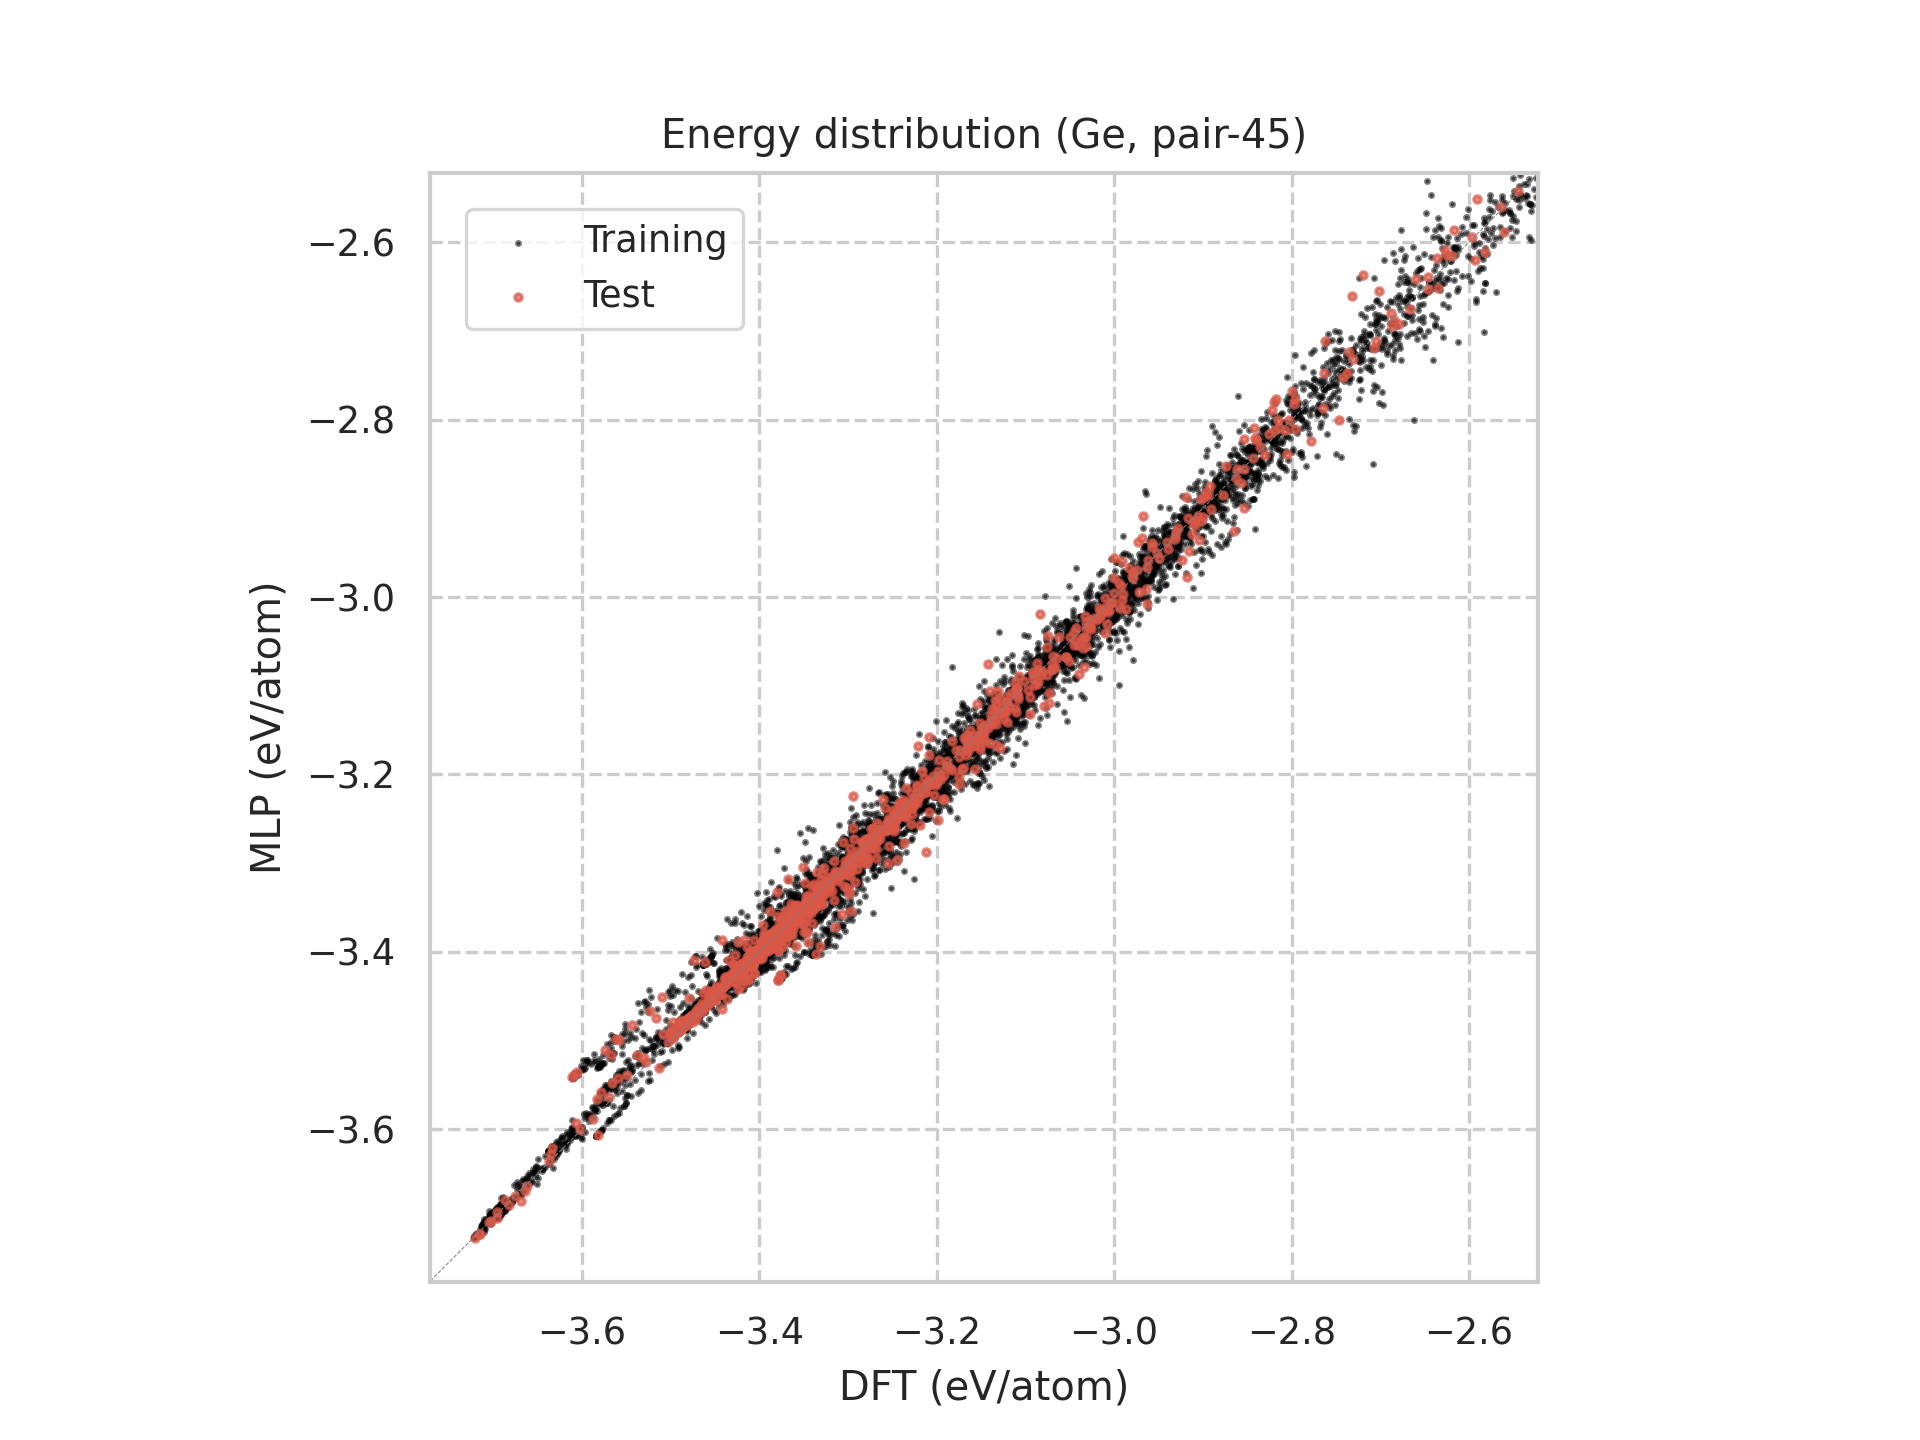 Energy distribution (Ge, pair-45)
Training
Test
MLP (eV/atom)
−2.6
−2.8
−3.0
−3.2
−3.4
−3.6
−3.6 −3.4 −3.2 −3.0 −2.8 −2.6
DFT (eV/atom)